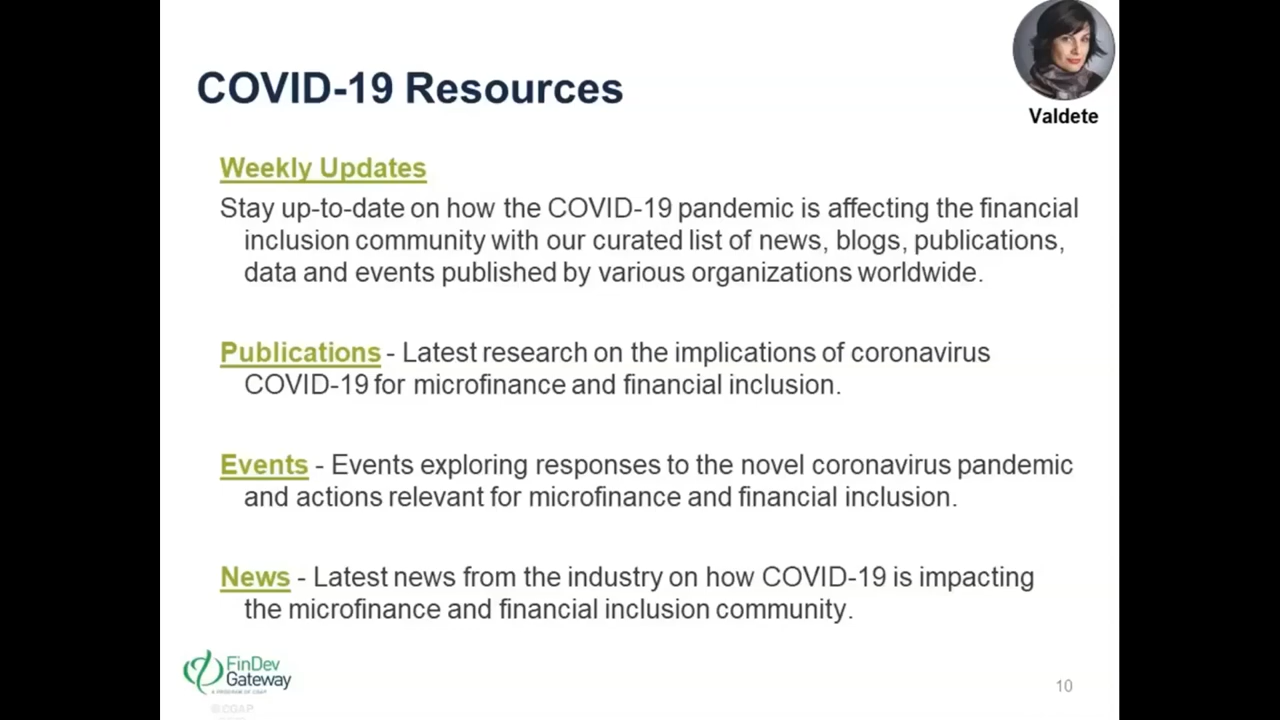 COVID-19 Resources
Valdete
Weekly Updates
Stay up-to-date on how the COVID-19 pandemic is affecting the financial
inclusion community with our curated list of news, blogs, publications,
data and events published by various organizations worldwide.
Publications - Latest research on the implications of coronavirus
COVID-19 for microfinance and financial inclusion.
Events - Events exploring responses to the novel coronavirus pandemic
and actions relevant for microfinance and financial inclusion.
News - Latest news from the industry on how COVID-19 is impacting
the microfinance and financial inclusion community.
FinDev
Gateway
A PROGRAM OF CGAP
© CGAP
10